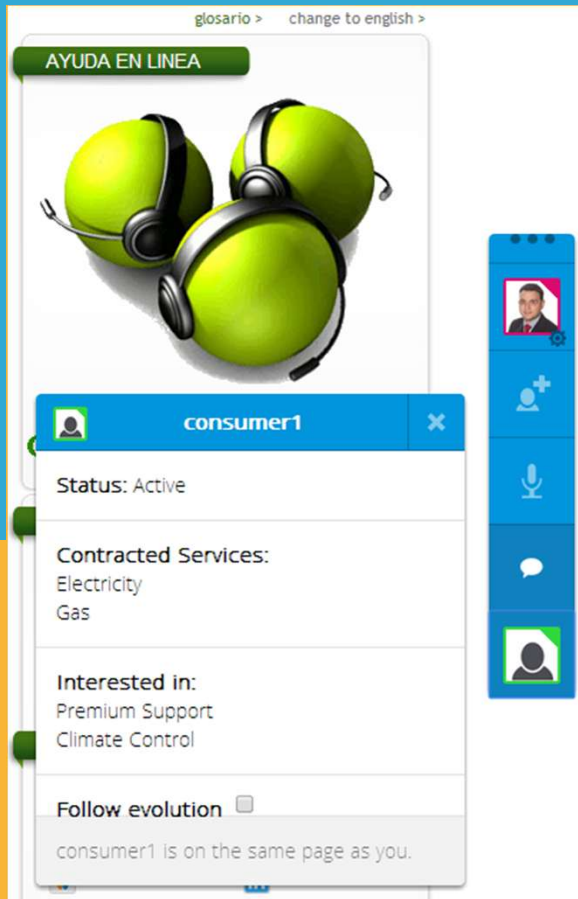 glosario >
change to english >
AYUDA EN LINEA
consumer1
Status: Active
Contracted Services:
Electricity
Gas
Interested in:
Premium Support
Climate Control
Follow evolution
consumer1 is on the same page as you.